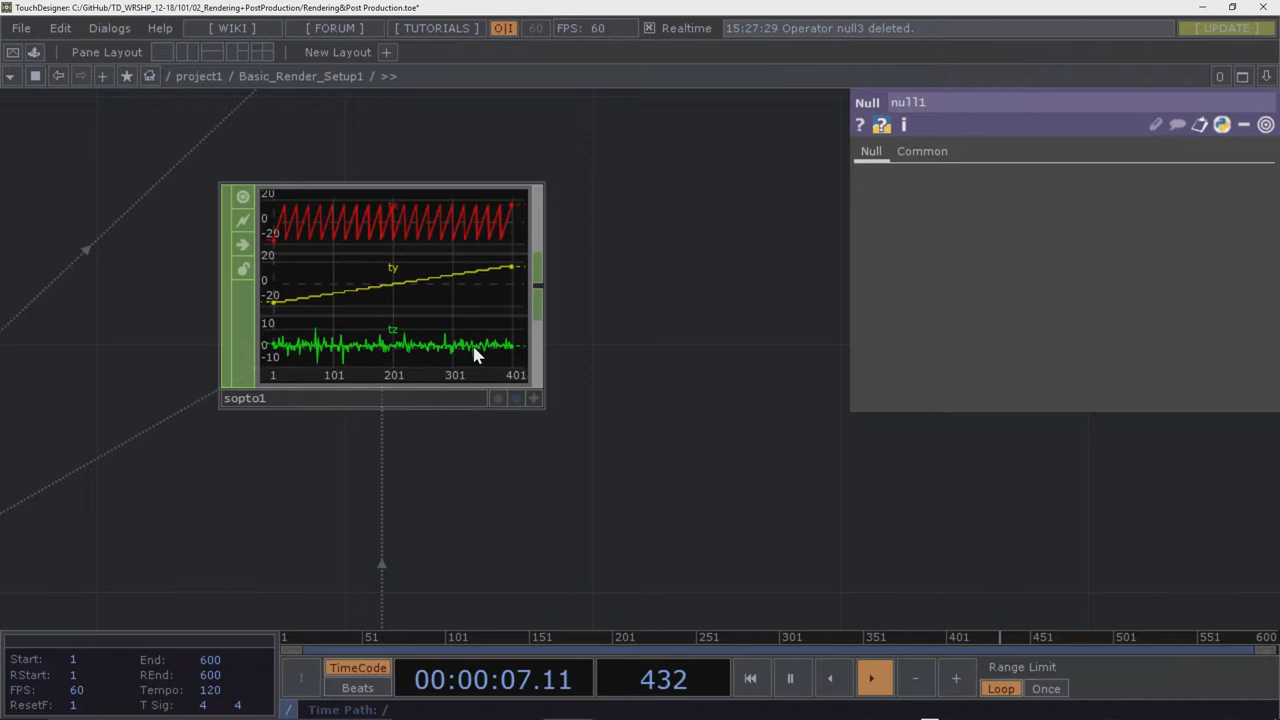 TouchDesigner: C:/GitHub/TD_WRSHP_12-18/101/02_Rendering+PostProduction/Rendering&Post Production.toe*
File Edit Dialogs Help [ WIKI ] [ FORUM ] [ TUTORIALS ] O|I 60 FPS: 60 Realtime 15:27:29 Operator null3 deleted. [ UPDATE ]
Pane Layout New Layout +
/ project1 / Basic_Render_Setup1 / >> 0
Null null1
? ? i
Null Common
20
0
-20
20
ty
0
-20
10
tz
0
-10
1 101 201 301 401
sopto1
1 51 101 151 201 251 301 351 401 451 501 551 600
Start: 1 End: 600
RStart: 1 REnd: 600
FPS: 60 Tempo: 120
ResetF: 1 T Sig: 4 4
TimeCode
Beats
00:00:07.11
432
Range Limit
Loop Once
/ Time Path: /